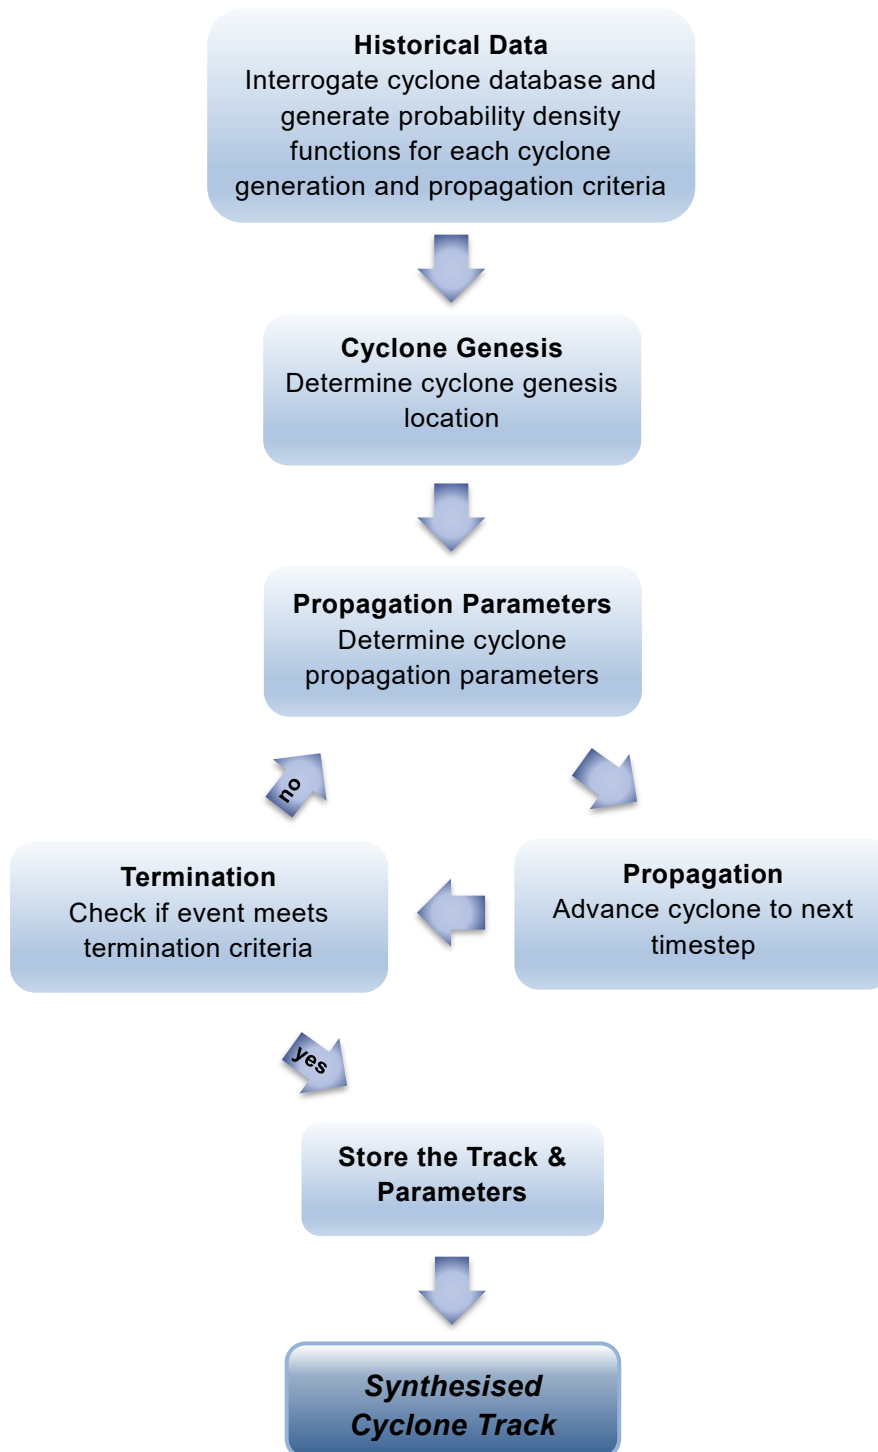 Historical Data
Interrogate cyclone database and
generate probability density
functions for each cyclone
generation and propagation criteria
Cyclone Genesis
Determine cyclone genesis
location
Propagation Parameters
Determine cyclone
propagation parameters
no
Termination
Check if event meets
termination criteria
Propagation
Advance cyclone to next
timestep
yes
Store the Track &
Parameters
Synthesised
Cyclone Track